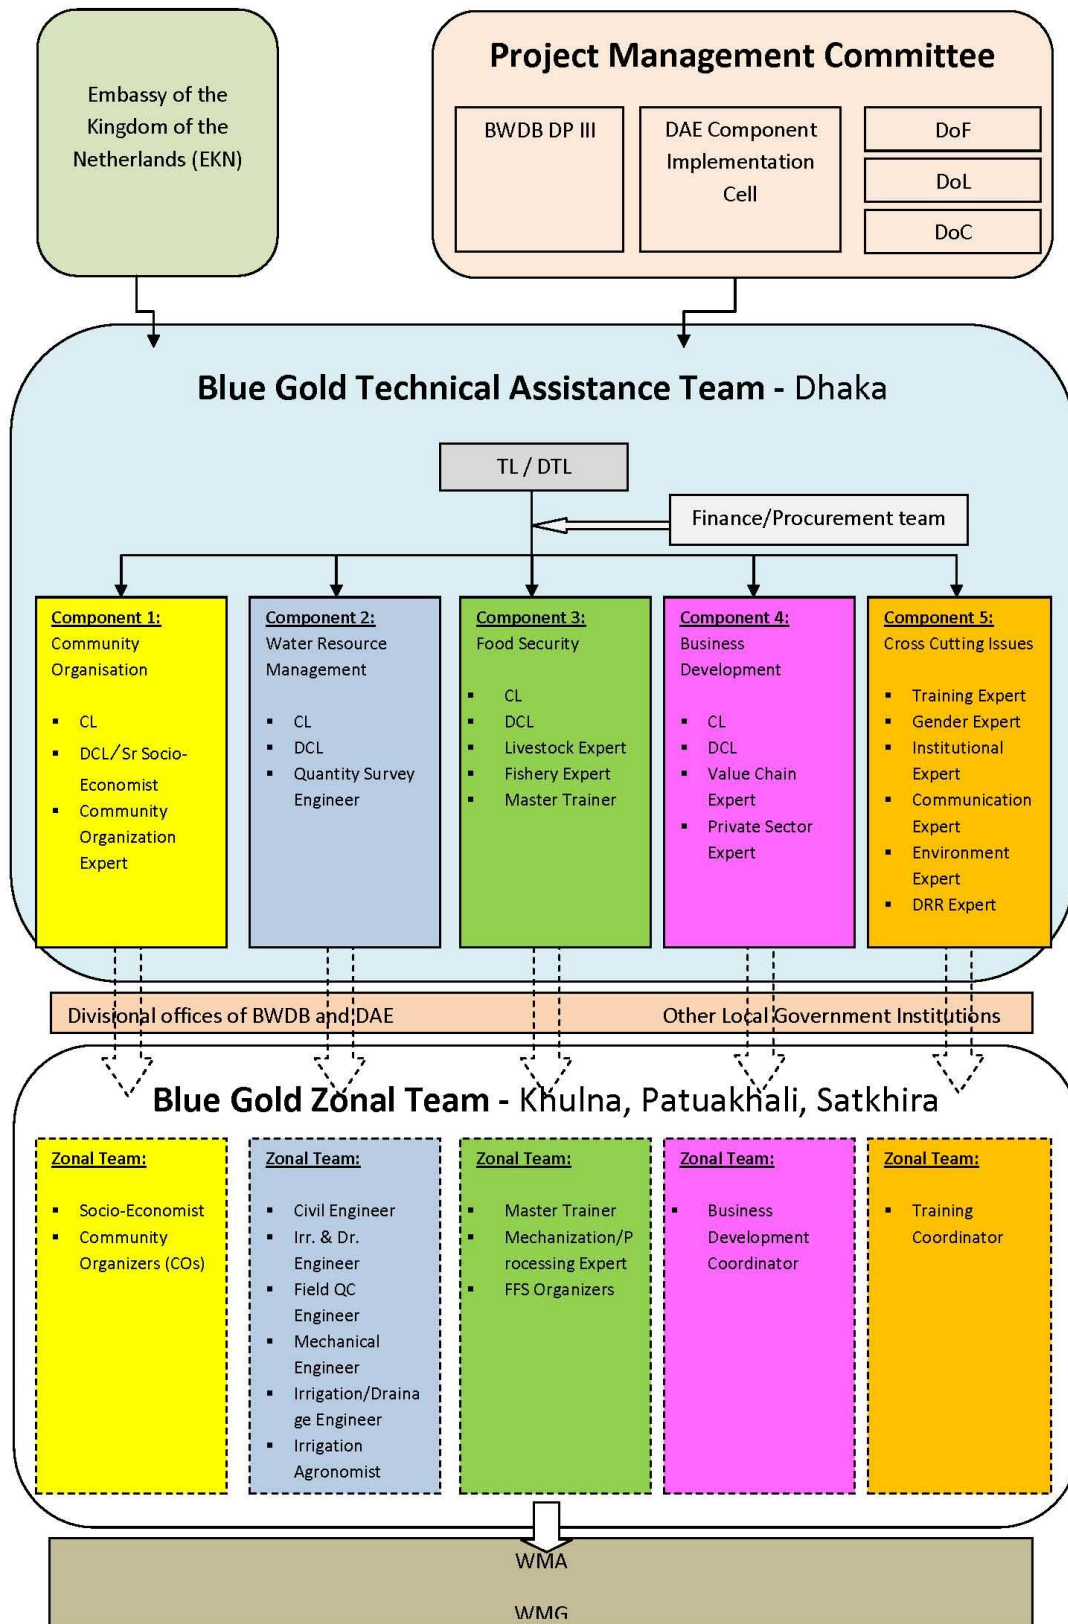 Embassy of the
Kingdom of the
Netherlands (EKN)
Project Management Committee
BWDB DP III
DAE Component
Implementation
Cell
DoF
DoL
DoC
Blue Gold Technical Assistance Team - Dhaka
TL / DTL
Finance/Procurement team
Component 1:
Community
Organisation
▪ CL
▪ DCL/Sr Socio-
Economist
▪ Community
Organization
Expert
Component 2:
Water Resource
Management
▪ CL
▪ DCL
▪ Quantity Survey
Engineer
Component 3:
Food Security
▪ CL
▪ DCL
▪ Livestock Expert
▪ Fishery Expert
▪ Master Trainer
Component 4:
Business
Development
▪ CL
▪ DCL
▪ Value Chain
Expert
▪ Private Sector
Expert
Component 5:
Cross Cutting Issues
▪ Training Expert
▪ Gender Expert
▪ Institutional
Expert
▪ Communication
Expert
▪ Environment
Expert
▪ DRR Expert
Divisional offices of BWDB and DAE
Other Local Government Institutions
Blue Gold Zonal Team - Khulna, Patuakhali, Satkhira
Zonal Team:
▪ Socio-Economist
▪ Community
Organizers (COs)
Zonal Team:
▪ Civil Engineer
▪ Irr. & Dr.
Engineer
▪ Field QC
Engineer
▪ Mechanical
Engineer
▪ Irrigation/Draina
ge Engineer
▪ Irrigation
Agronomist
Zonal Team:
▪ Master Trainer
▪ Mechanization/P
rocessing Expert
▪ FFS Organizers
Zonal Team:
▪ Business
Development
Coordinator
Zonal Team:
▪ Training
Coordinator
WMA
WMG